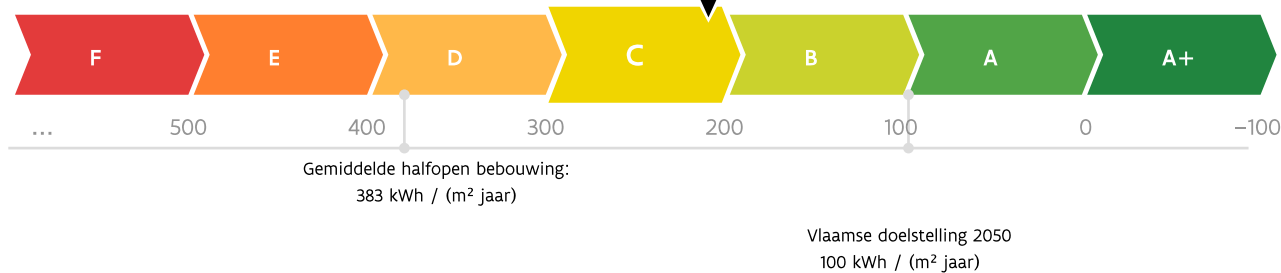 F E D C B A A+
... 500 400 300 200 100 0 −100
Gemiddelde halfopen bebouwing:
383 kWh / (m² jaar)
Vlaamse doelstelling 2050
100 kWh / (m² jaar)